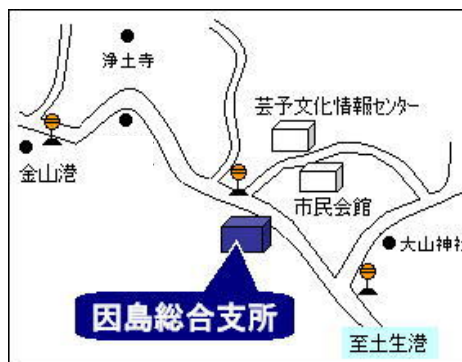 浄土寺
芸予文化情報センター
金山港
市民会館
大山神社
因島総合支所
至土生港